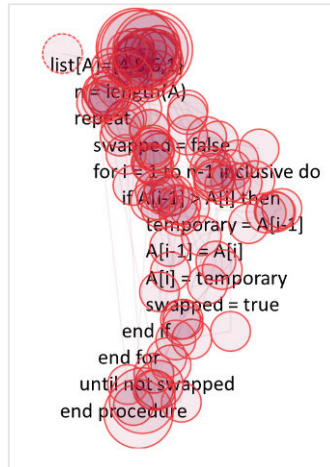 list(A)=[4,9,6,1)
n = length(A)
repeat
swapped = false
for i = 1 to n-1 inclusive do
if A[i-1] > A[i] then
temporary = A[i-1]
A[i-1] = A[i]
A[i] = temporary
swapped = true
end if
end for
until not swapped
end procedure